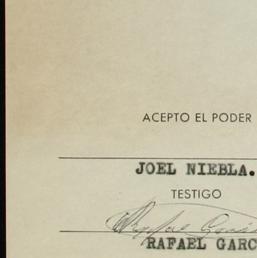 ACEPTO EL PODER
JOEL NIEBLA.
TESTIGO
RAFAEL GARC